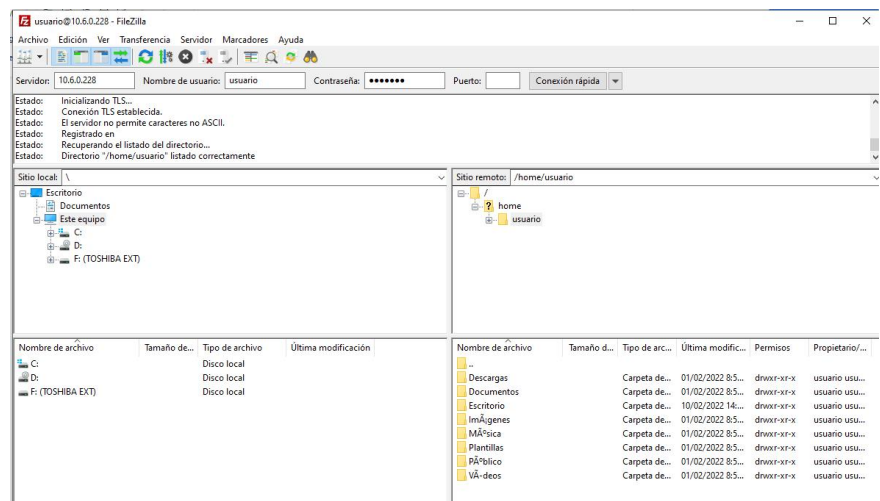 usuario@10.6.0.228 - FileZilla
Archivo Edición Ver Transferencia Servidor Marcadores Ayuda
Servidor: 10.6.0.228 Nombre de usuario: usuario Contraseña: ●●●●●●● Puerto: Conexión rápida
Estado: Inicializando TLS...
Estado: Conexión TLS establecida.
Estado: El servidor no permite caracteres no ASCII.
Estado: Registrado en
Estado: Recuperando el listado del directorio...
Estado: Directorio "/home/usuario" listado correctamente
Sitio local: \
Escritorio
Documentos
Este equipo
C:
D:
F: (TOSHIBA EXT)
Sitio remoto: /home/usuario
/
home
usuario
Nombre de archivo Tamaño de... Tipo de archivo Última modificación
C: Disco local
D: Disco local
F: (TOSHIBA EXT) Disco local
Nombre de archivo Tamaño d... Tipo de arc... Última modific... Permisos Propietario/...
..
Descargas Carpeta de... 01/02/2022 8:5... drwxr-xr-x usuario usu...
Documentos Carpeta de... 01/02/2022 8:5... drwxr-xr-x usuario usu...
Escritorio Carpeta de... 10/02/2022 14:... drwxr-xr-x usuario usu...
ImÃ¡genes Carpeta de... 01/02/2022 8:5... drwxr-xr-x usuario usu...
MÃºsica Carpeta de... 01/02/2022 8:5... drwxr-xr-x usuario usu...
Plantillas Carpeta de... 01/02/2022 8:5... drwxr-xr-x usuario usu...
PÃºblico Carpeta de... 01/02/2022 8:5... drwxr-xr-x usuario usu...
VÃ-deos Carpeta de... 01/02/2022 8:5... drwxr-xr-x usuario usu...